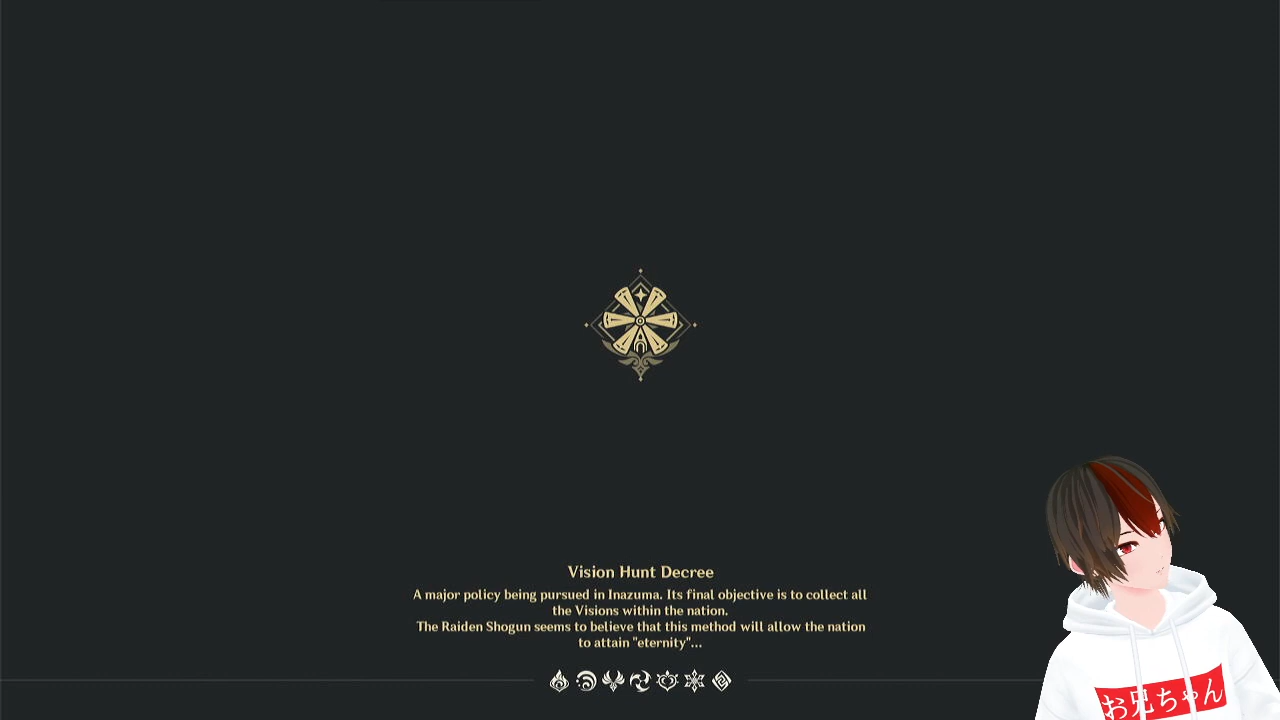 Vision Hunt Decree
A major policy being pursued in Inazuma. Its final objective is to collect all
the Visions within the nation.
The Raiden Shogun seems to believe that this method will allow the nation
to attain "eternity"...
お兄ちゃん